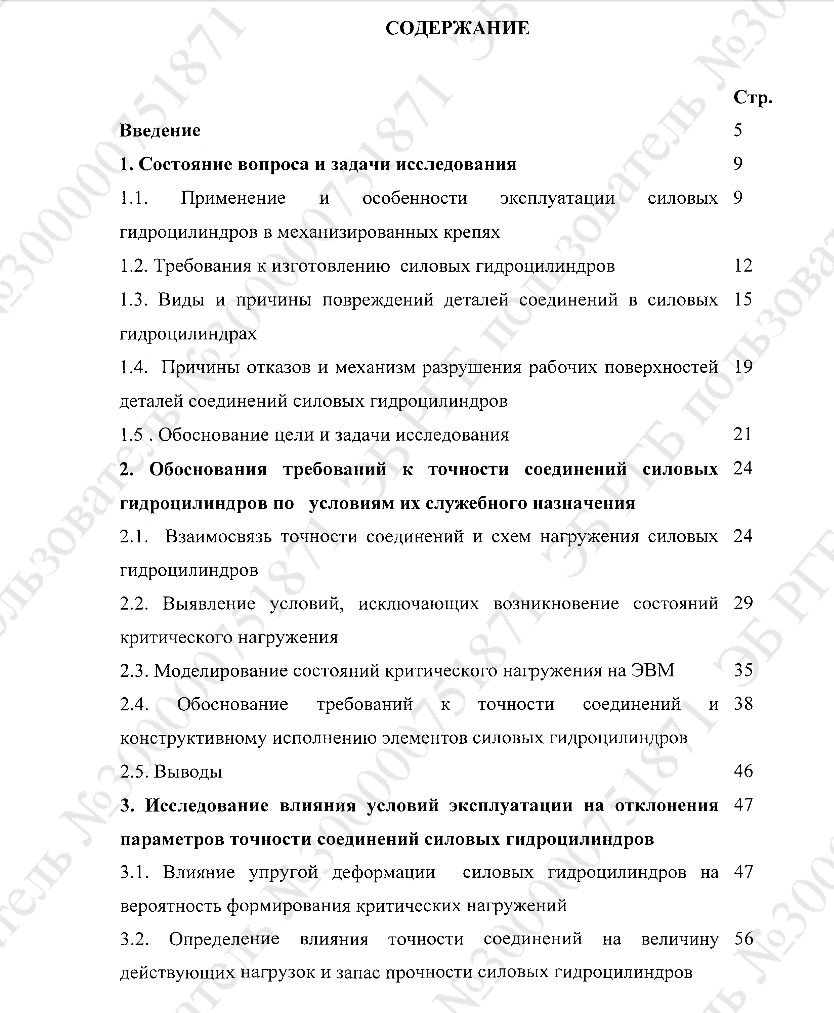 СОДЕРЖАНИЕ
Стр.
Введение 5
1. Состояние вопроса и задачи исследования 9
1.1. Применение и особенности эксплуатации силовых 9
гидроцилиндров в механизированных крепях
1.2. Требования к изготовлению силовых гидроцилиндров 12
1.3. Виды и причины повреждений деталей соединений в силовых 15
гидроцилиндрах
1.4. Причины отказов и механизм разрушения рабочих поверхностей 19
деталей соединений силовых гидроцилиндров
1.5 . Обоснование цели и задачи исследования 21
2. Обоснования требований к точности соединений силовых 24
гидроцилиндров по условиям их служебного назначения
2.1. Взаимосвязь точности соединений и схем нагружения силовых 24
гидроцилиндров
2.2. Выявление условий, исключающих возникновение состояний 29
критического нагружения
2.3. Моделирование состояний критического нагружения на ЭВМ 35
2.4. Обоснование требований к точности соединений и 38
конструктивному исполнению элементов силовых гидроцилиндров
2.5. Выводы 46
3. Исследование влияния условий эксплуатации на отклонения 47
параметров точности соединений силовых гидроцилиндров
3.1. Влияние упругой деформации силовых гидроцилиндров на 47
вероятность формирования критических нагружений
3.2. Определение влияния точности соединений на величину 56
действующих нагрузок и запас прочности силовых гидроцилиндров
ЭБ РГБ пользователь №30000751871